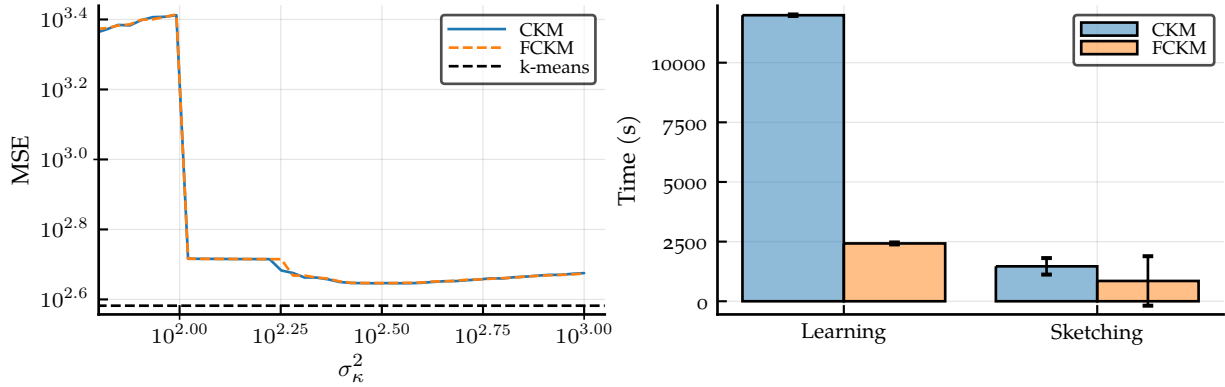 10^3.4
10^3.2
10^3.0
10^2.8
10^2.6
MSE
CKM
FCKM
k-means
10^2.00
10^2.25
10^2.50
10^2.75
10^3.00
σ_κ^2
10000
7500
5000
2500
0
Time (s)
CKM
FCKM
Learning
Sketching